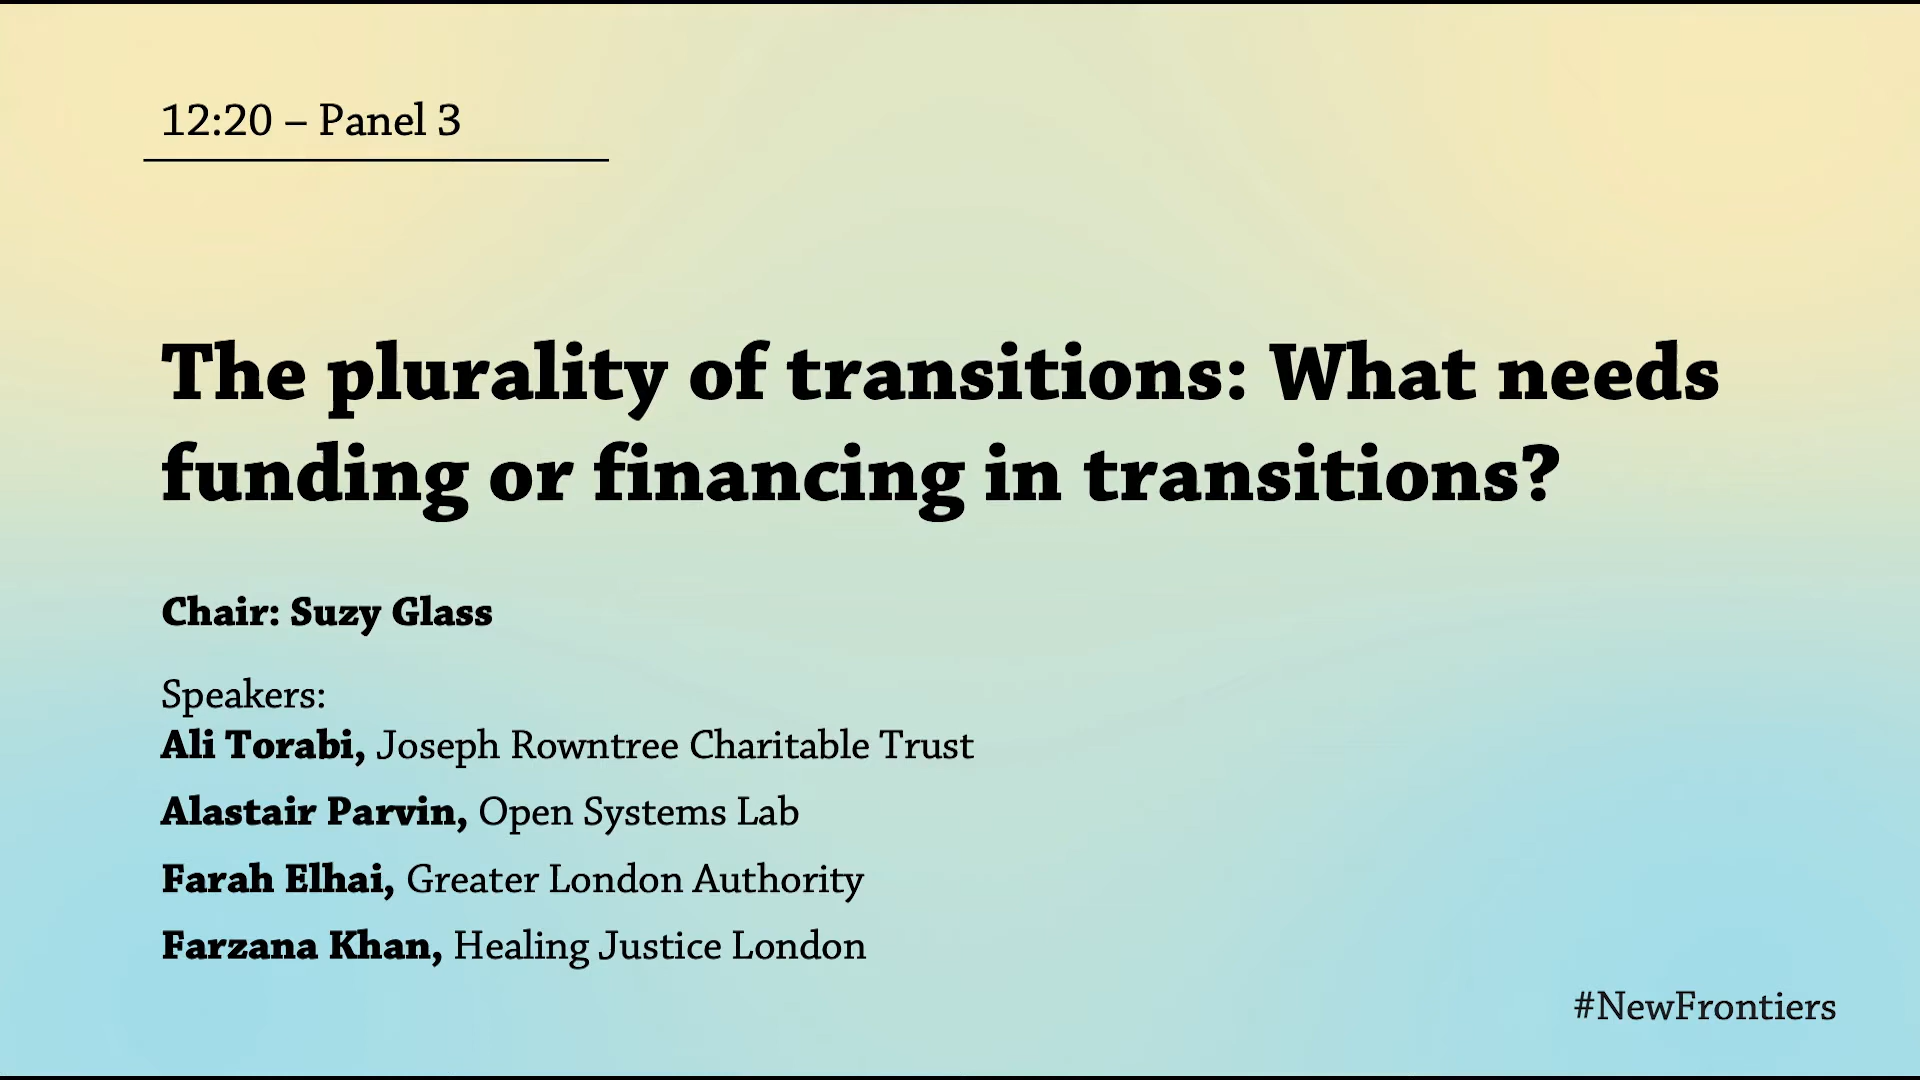 12:20 – Panel 3
The plurality of transitions: What needs
funding or financing in transitions?
Chair: Suzy Glass
Speakers:
Ali Torabi, Joseph Rowntree Charitable Trust
Alastair Parvin, Open Systems Lab
Farah Elhai, Greater London Authority
Farzana Khan, Healing Justice London
#NewFrontiers